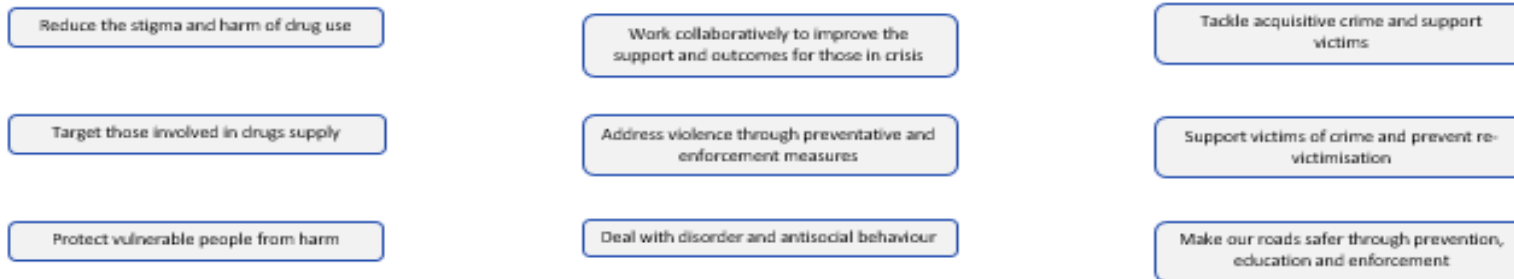 Reduce the stigma and harm of drug use
Work collaboratively to improve the
support and outcomes for those in crisis
Tackle acquisitive crime and support
victims
Target those involved in drugs supply
Address violence through preventative and
enforcement measures
Support victims of crime and prevent re-
victimisation
Protect vulnerable people from harm
Deal with disorder and antisocial behaviour
Make our roads safer through prevention,
education and enforcement